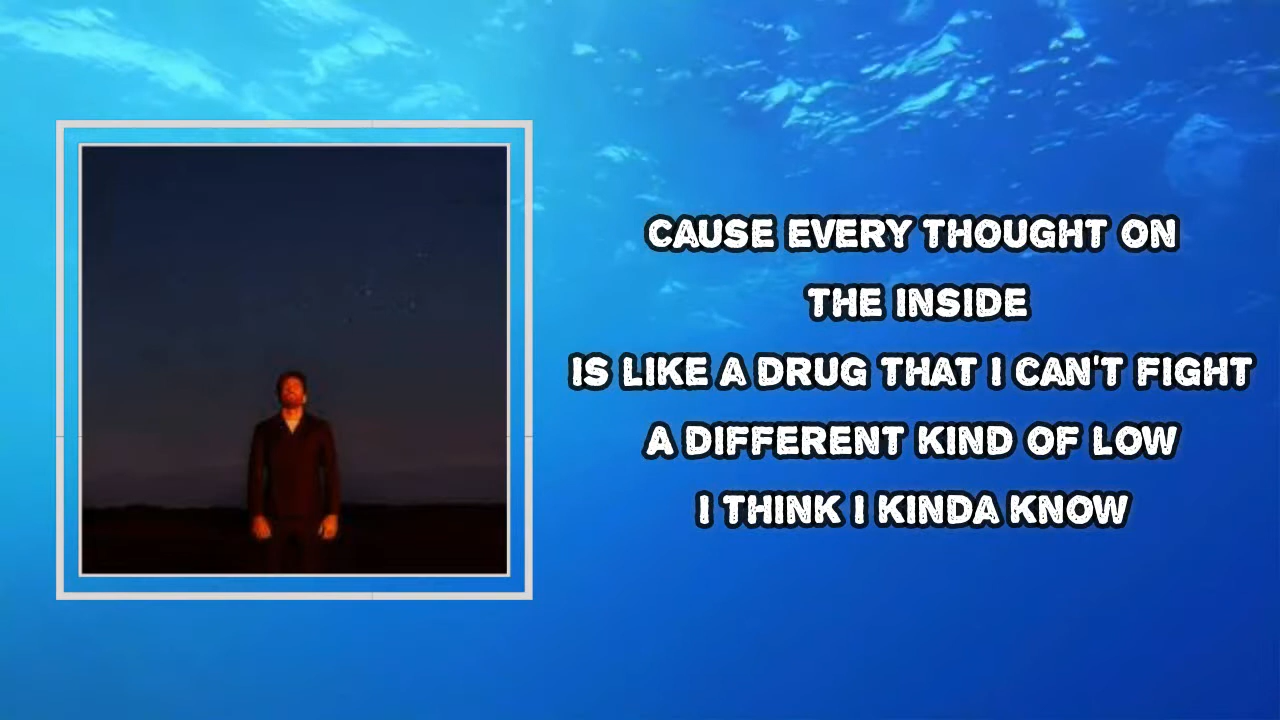 CAUSE EVERY THOUGHT ON
THE INSIDE
IS LIKE A DRUG THAT I CAN'T FIGHT
A DIFFERENT KIND OF LOW
I THINK I KINDA KNOW